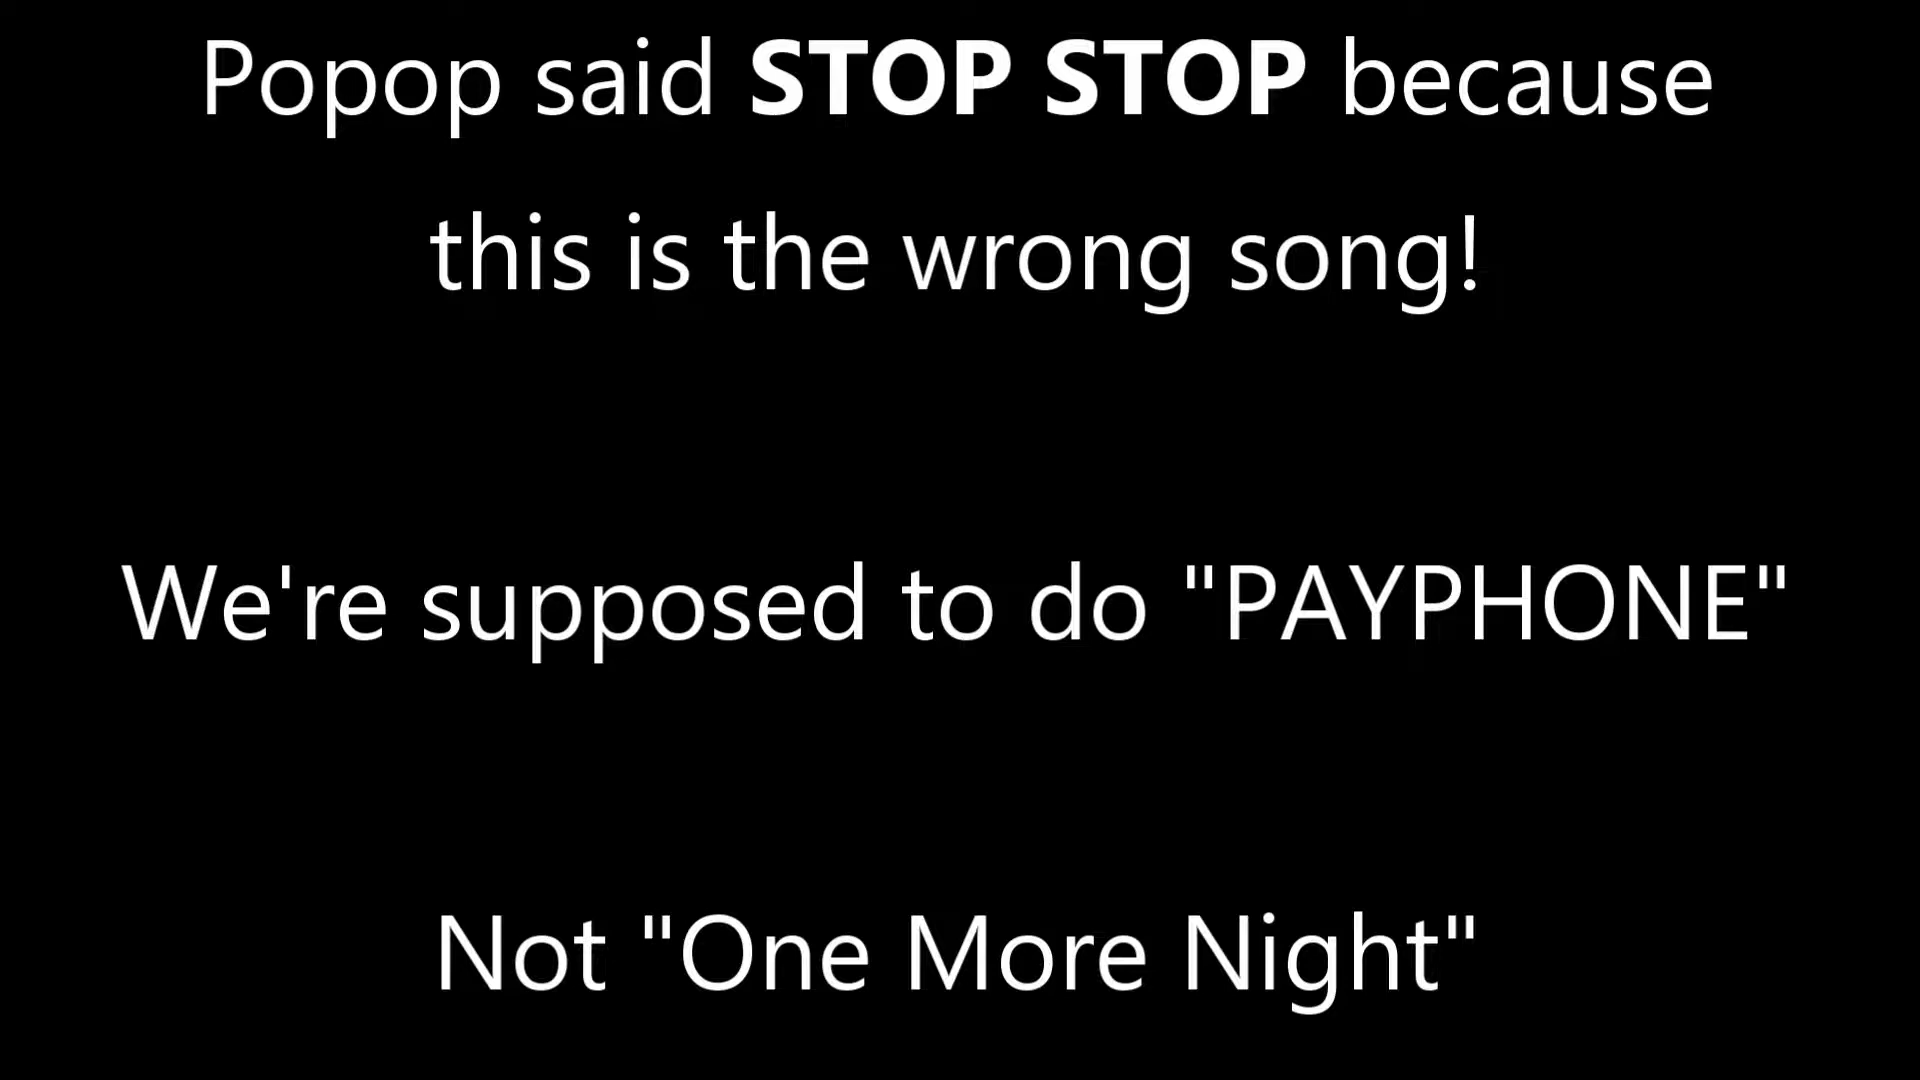 Popop said STOP STOP because
this is the wrong song!
We're supposed to do "PAYPHONE"
Not "One More Night"